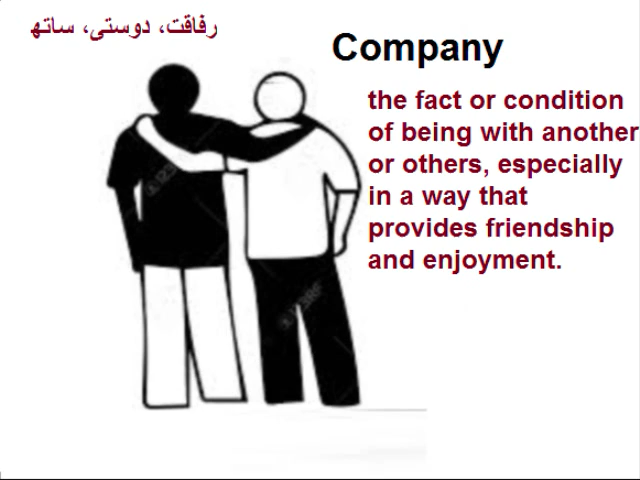 رفاقت، دوستی، ساتھ
Company
the fact or condition
of being with another
or others, especially
in a way that
provides friendship
and enjoyment.